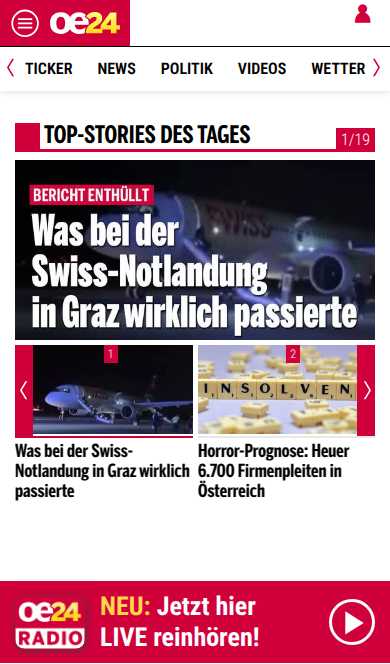 oe24
TICKER NEWS POLITIK VIDEOS WETTER
TOP-STORIES DES TAGES
1/19
SWISS
BERICHT ENTHÜLLT
Was bei der
Swiss-Notlandung
in Graz wirklich passierte
1
2
INSOLVEN
Was bei der Swiss-
Notlandung in Graz wirklich
passierte
Horror-Prognose: Heuer
6.700 Firmenpleiten in
Österreich
oe24
RADIO
NEU: Jetzt hier
LIVE reinhören!